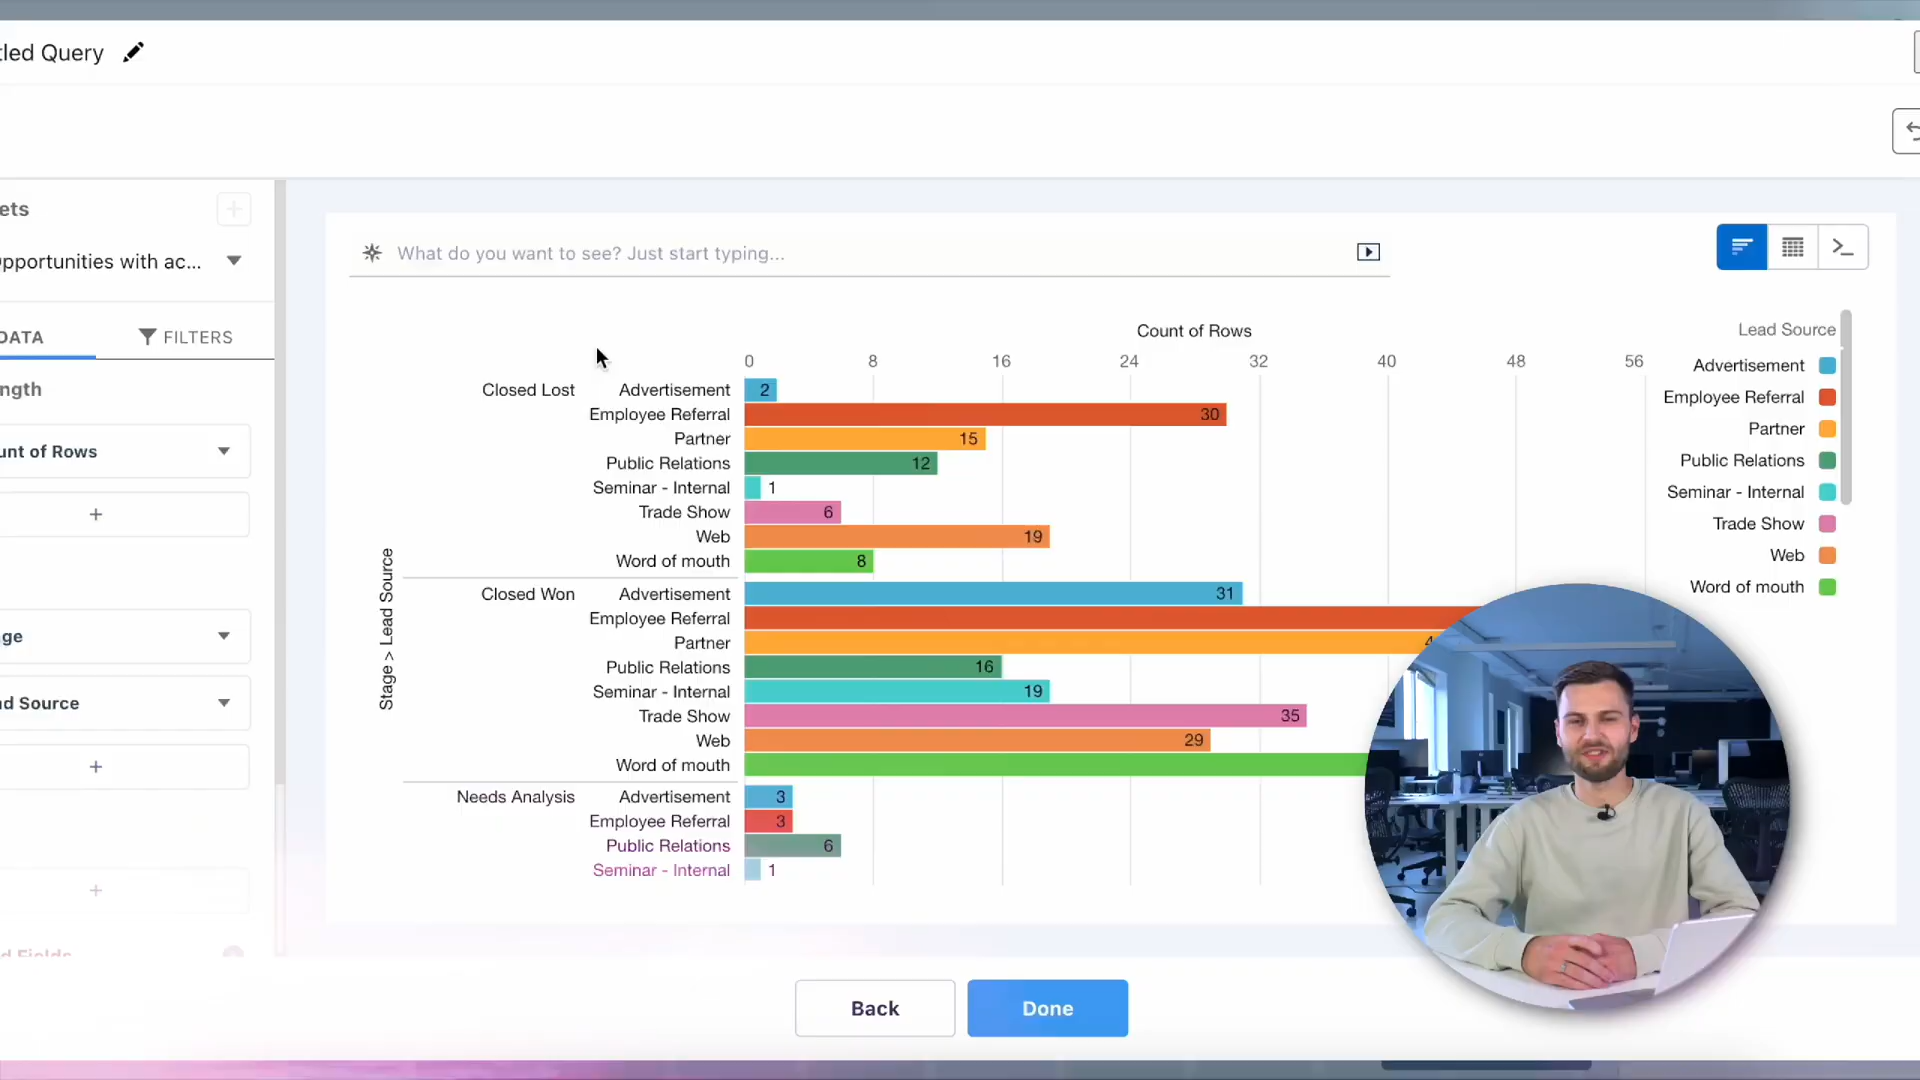 tled Query
ets
pportunities with ac...
DATA
FILTERS
ngth
unt of Rows
+
ge
d Source
+
+
What do you want to see? Just start typing...
Count of Rows
0 8 16 24 32 40 48 56
Stage > Lead Source
Closed Lost Advertisement 2
Employee Referral 30
Partner 15
Public Relations 12
Seminar - Internal 1
Trade Show 6
Web 19
Word of mouth 8
Closed Won Advertisement 31
Employee Referral
Partner 4
Public Relations 16
Seminar - Internal 19
Trade Show 35
Web 29
Word of mouth
Needs Analysis Advertisement 3
Employee Referral 3
Public Relations 6
Seminar - Internal 1
Lead Source
Advertisement
Employee Referral
Partner
Public Relations
Seminar - Internal
Trade Show
Web
Word of mouth
Back
Done